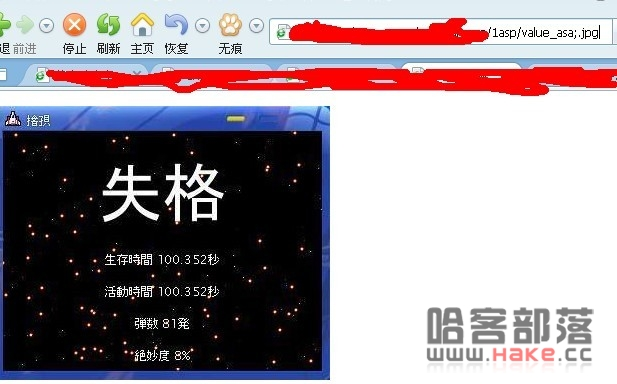 退 前进 停止 刷新 主页 恢复 无痕
/1asp/value_asa;.jpg
失格
生存時間 100.352秒
活動時間 100.352秒
弾数 81発
絶妙度 8%
哈客部落
www.Hake.cc